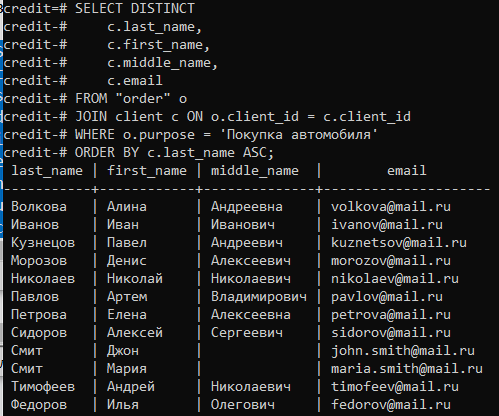 credit=# SELECT DISTINCT
credit-#     c.last_name,
credit-#     c.first_name,
credit-#     c.middle_name,
credit-#     c.email
credit-# FROM "order" o
credit-# JOIN client c ON o.client_id = c.client_id
credit-# WHERE o.purpose = 'Покупка автомобиля'
credit-# ORDER BY c.last_name ASC;
 last_name | first_name | middle_name  |       email
-----------+------------+--------------+---------------------
 Волкова   | Алина      | Андреевна    | volkova@mail.ru
 Иванов    | Иван       | Иванович     | ivanov@mail.ru
 Кузнецов  | Павел      | Андреевич    | kuznetsov@mail.ru
 Морозов   | Денис      | Алексеевич   | morozov@mail.ru
 Николаев  | Николай    | Николаевич   | nikolaev@mail.ru
 Павлов    | Артем      | Владимирович | pavlov@mail.ru
 Петрова   | Елена      | Алексеевна   | petrova@mail.ru
 Сидоров   | Алексей    | Сергеевич    | sidorov@mail.ru
 Смит      | Джон       |              | john.smith@mail.ru
 Смит      | Мария      |              | maria.smith@mail.ru
 Тимофеев  | Андрей     | Николаевич   | timofeev@mail.ru
 Федоров   | Илья       | Олегович     | fedorov@mail.ru